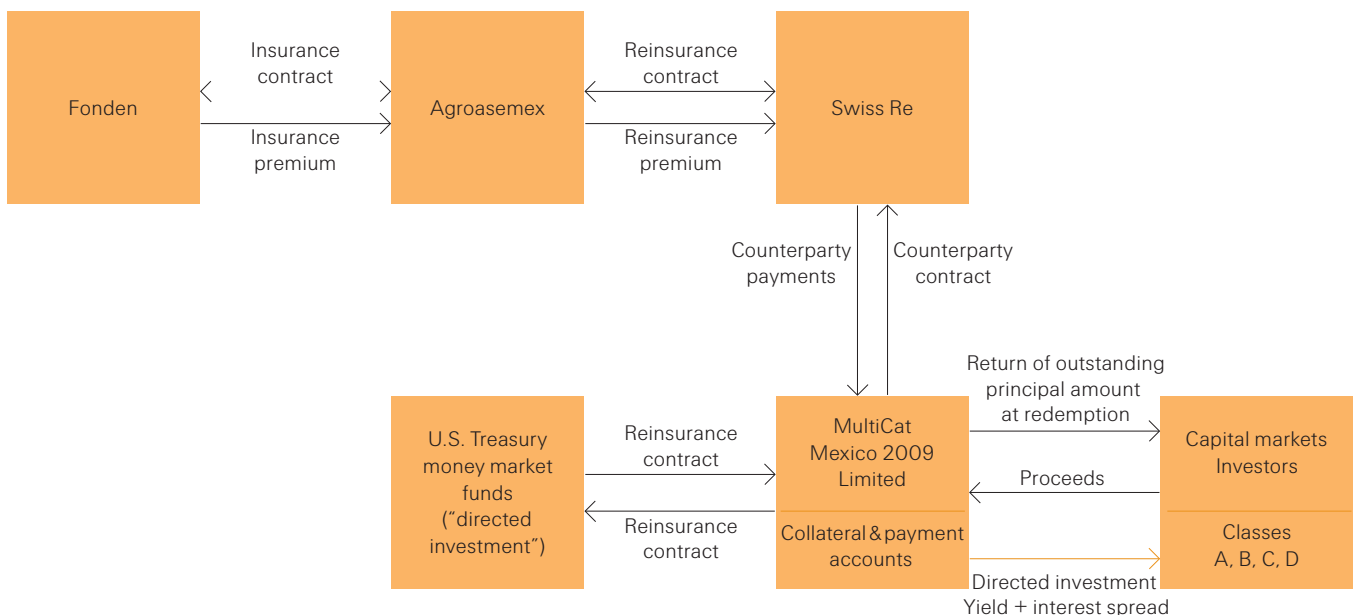 Insurance
contract
Reinsurance
contract
Fonden
Agroasemex
Swiss Re
Insurance
premium
Reinsurance
premium
Counterparty
payments
Counterparty
contract
Return of outstanding
principal amount
at redemption
U.S. Treasury
money market
funds
(“directed
investment”)
Reinsurance
contract
Reinsurance
contract
MultiCat
Mexico 2009
Limited
Collateral & payment
accounts
Proceeds
Capital markets
Investors
Classes
A, B, C, D
Directed investment
Yield + interest spread